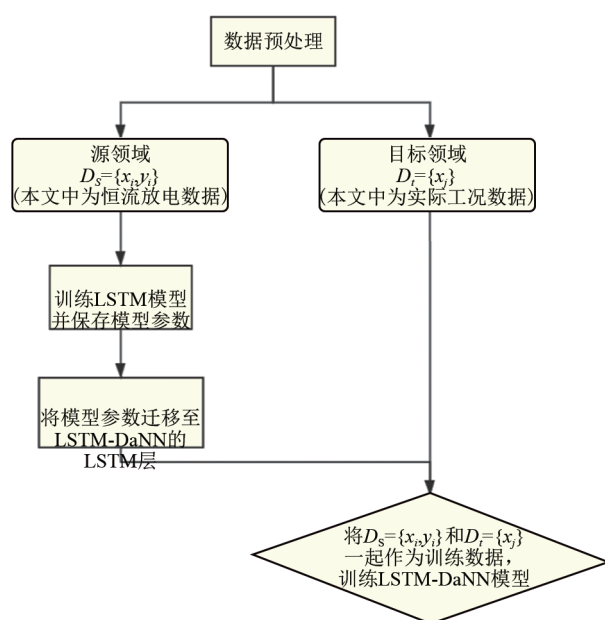 数据预处理
源领域
Ds={xi,yi}
(本文中为恒流放电数据)
目标领域
Dt={xj}
(本文中为实际工况数据)
训练LSTM模型
并保存模型参数
将模型参数迁移至
LSTM-DaNN的
LSTM层
将Ds={xi,yi}和Dt={xj}
一起作为训练数据，
训练LSTM-DaNN模型